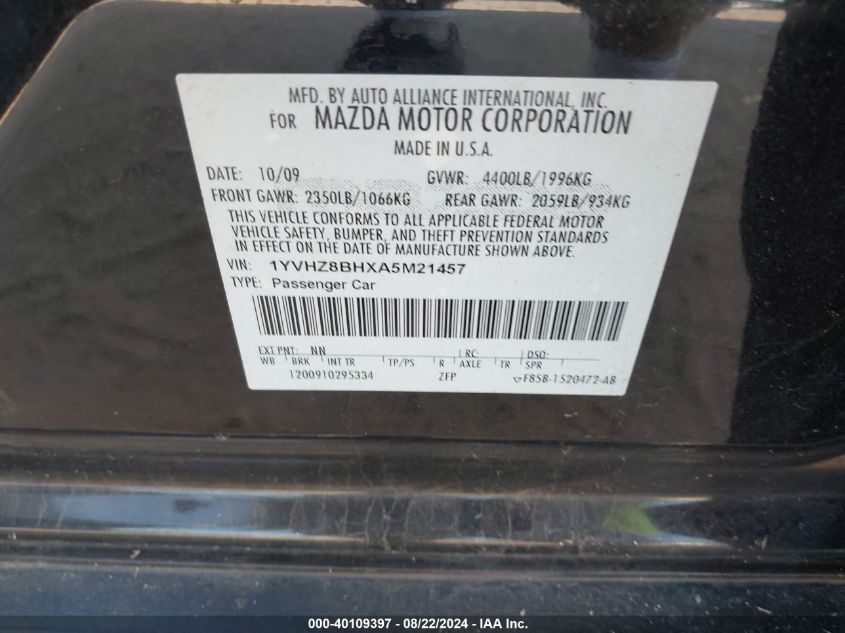 MFD. BY AUTO ALLIANCE INTERNATIONAL, INC.
FOR MAZDA MOTOR CORPORATION
MADE IN U.S.A.
DATE: 10/09 GVWR: 4400LB/1996KG
FRONT GAWR: 2350LB/1066KG REAR GAWR: 2059LB/934KG
THIS VEHICLE CONFORMS TO ALL APPLICABLE FEDERAL MOTOR
VEHICLE SAFETY, BUMPER, AND THEFT PREVENTION STANDARDS
IN EFFECT ON THE DATE OF MANUFACTURE SHOWN ABOVE.
VIN: 1YVHZ8BHXA5M21457
TYPE: Passenger Car
EXT PNT: NN RC: DSO:
WB BRK INT TR TP/PS R AXLE TR SPR
1200910295334 ZFP F85B-1520472-AB
000-40109397 - 08/22/2024 - IAA Inc.